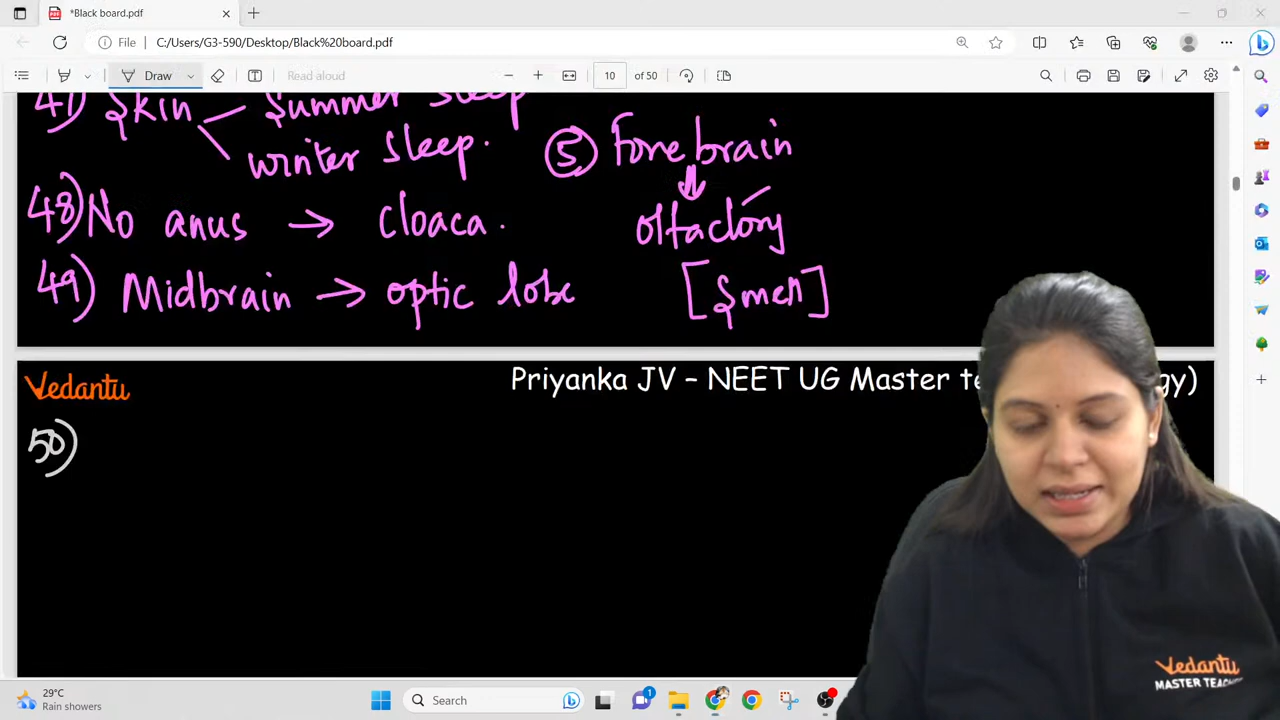 *Black board.pdf
File
C:/Users/G3-590/Desktop/Black%20board.pdf
Draw
Read aloud
10 of 50
47) Skin Summer sleep
winter sleep.
5 Fore brain
48) No anus → cloaca.
olfactory
49) Midbrain → optic lobe
[Smell]
Vedantu
Priyanka JV – NEET UG Master
50)
Vedantu
MASTER
29°C
Rain showers
Search
1